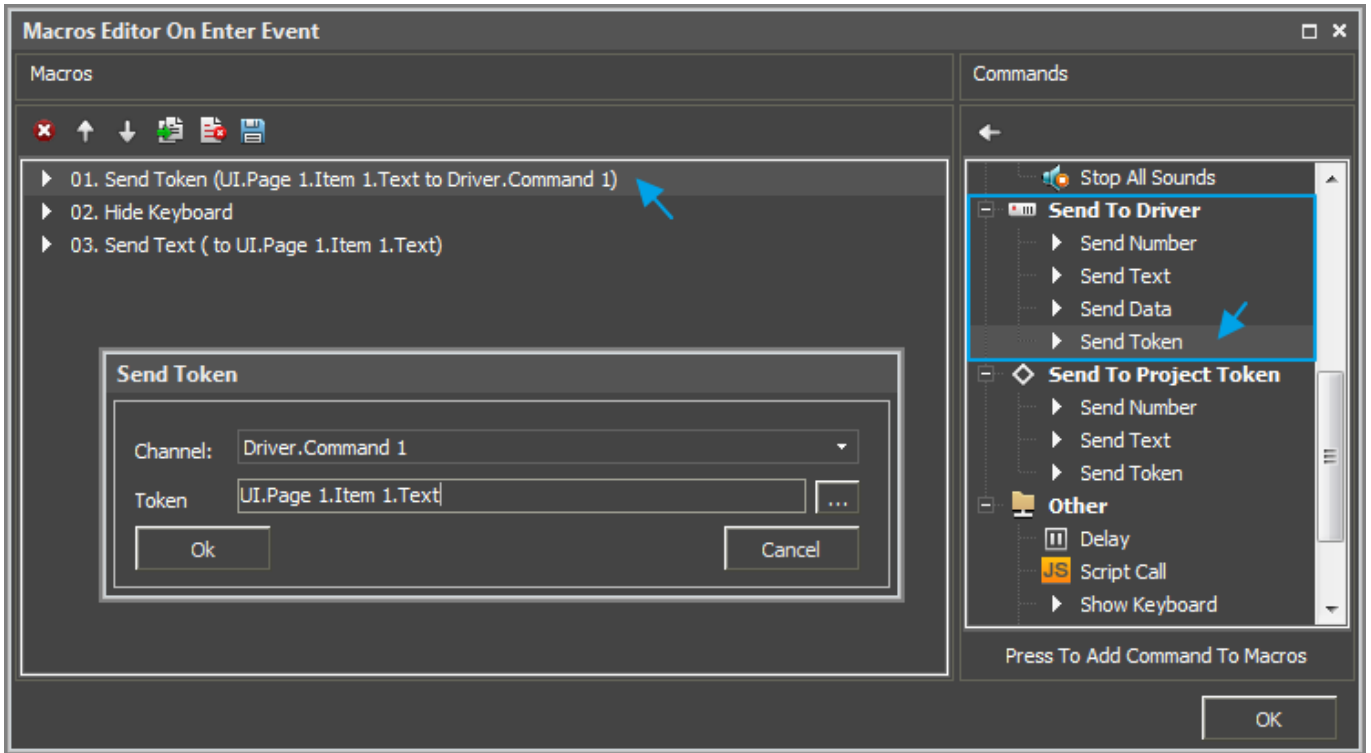 Macros Editor On Enter Event
Macros
Commands
01. Send Token (UI.Page 1.Item 1.Text to Driver.Command 1)
02. Hide Keyboard
03. Send Text ( to UI.Page 1.Item 1.Text)
Send Token
Channel:
Driver.Command 1
Token
UI.Page 1.Item 1.Text
...
Ok
Cancel
Stop All Sounds
Send To Driver
Send Number
Send Text
Send Data
Send Token
Send To Project Token
Send Number
Send Text
Send Token
Other
Delay
JS
Script Call
Show Keyboard
Press To Add Command To Macros
OK